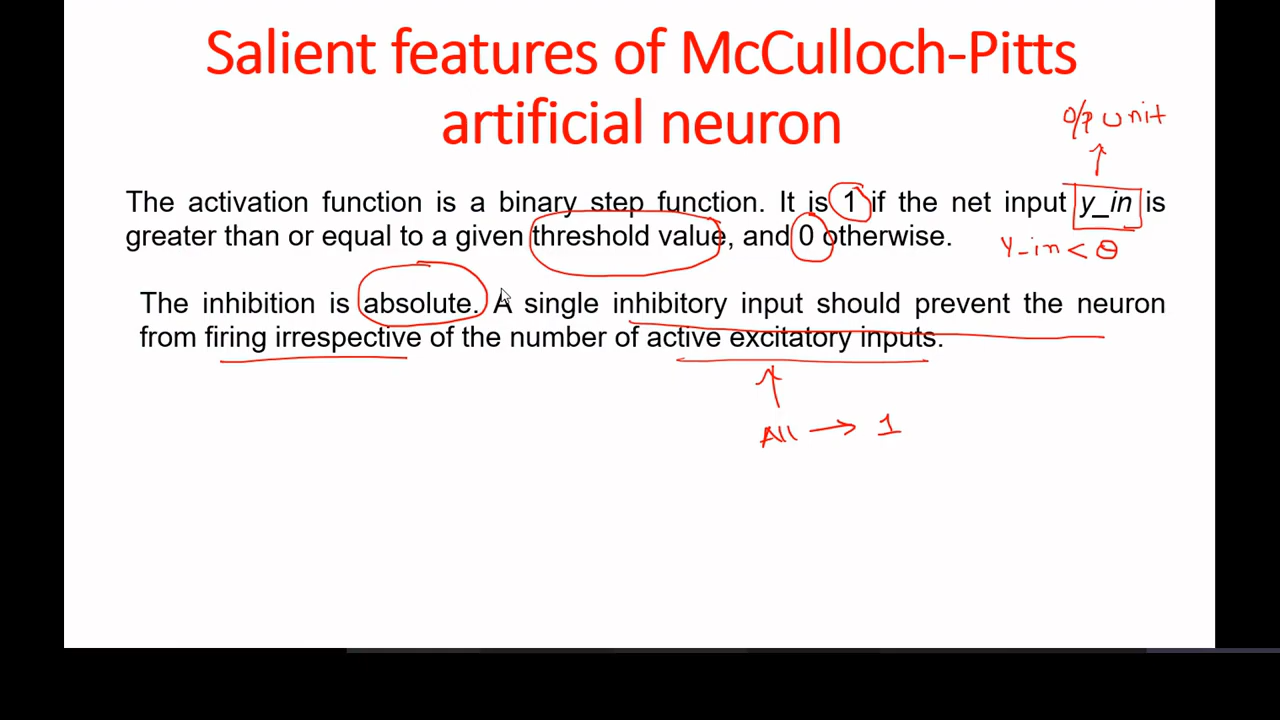 Salient features of McCulloch-Pitts
artificial neuron
O/P unit
The activation function is a binary step function. It is 1 if the net input y_in is
greater than or equal to a given threshold value, and 0 otherwise.
Y-in < θ
The inhibition is absolute. A single inhibitory input should prevent the neuron
from firing irrespective of the number of active excitatory inputs.
All → 1